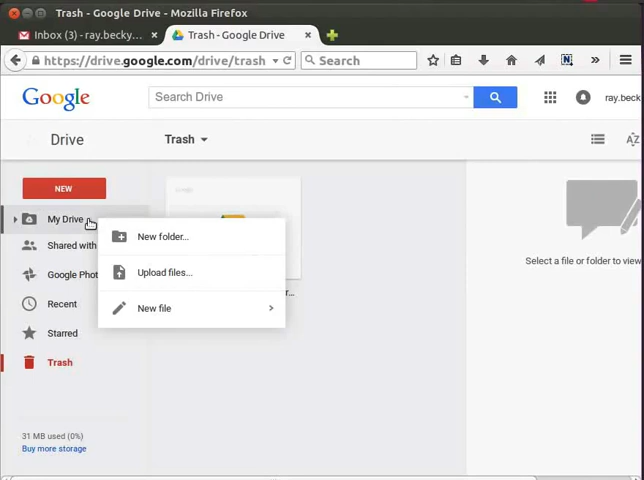 Trash - Google Drive - Mozilla Firefox
Inbox (3) - ray.becky...
Trash - Google Drive
https://drive.google.com/drive/trash
Search
Google
Search Drive
ray.beck
Drive
Trash
AZ
NEW
My Drive
Shared with
Google Phot
Recent
Starred
Trash
New folder...
Upload files...
New file
r...
Select a file or folder to view
31 MB used (0%)
Buy more storage